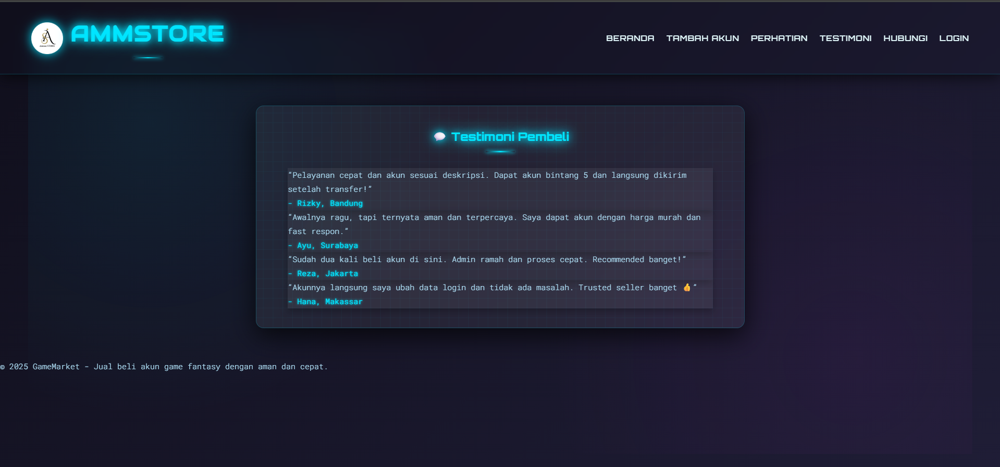 Ammm STORE
AMMSTORE
BERANDA TAMBAH AKUN PERHATIAN TESTIMONI HUBUNGI LOGIN
💬 Testimoni Pembeli
“Pelayanan cepat dan akun sesuai deskripsi. Dapat akun bintang 5 dan langsung dikirim
setelah transfer!”
- Rizky, Bandung
“Awalnya ragu, tapi ternyata aman dan terpercaya. Saya dapat akun dengan harga murah dan
fast respon.”
- Ayu, Surabaya
“Sudah dua kali beli akun di sini. Admin ramah dan proses cepat. Recommended banget!”
- Reza, Jakarta
“Akunnya langsung saya ubah data login dan tidak ada masalah. Trusted seller banget 👍”
- Hana, Makassar
© 2025 GameMarket - Jual beli akun game fantasy dengan aman dan cepat.